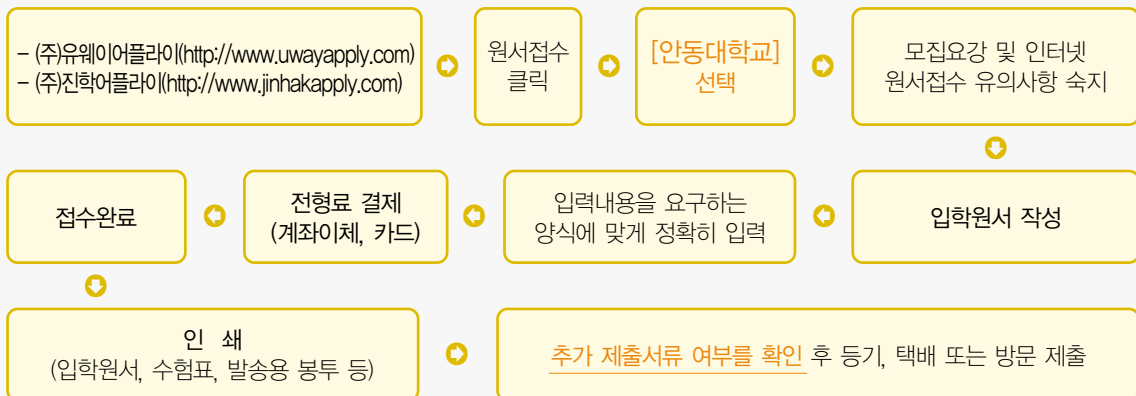 – (주)유웨이어플라이(http://www.uwayapply.com)
– (주)진학어플라이(http://www.jinhakapply.com)
원서접수
클릭
[안동대학교]
선택
모집요강 및 인터넷
원서접수 유의사항 숙지
입학원서 작성
입력내용을 요구하는
양식에 맞게 정확히 입력
전형료 결제
(계좌이체, 카드)
접수완료
인 쇄
(입학원서, 수험표, 발송용 봉투 등)
추가 제출서류 여부를 확인 후 등기, 택배 또는 방문 제출